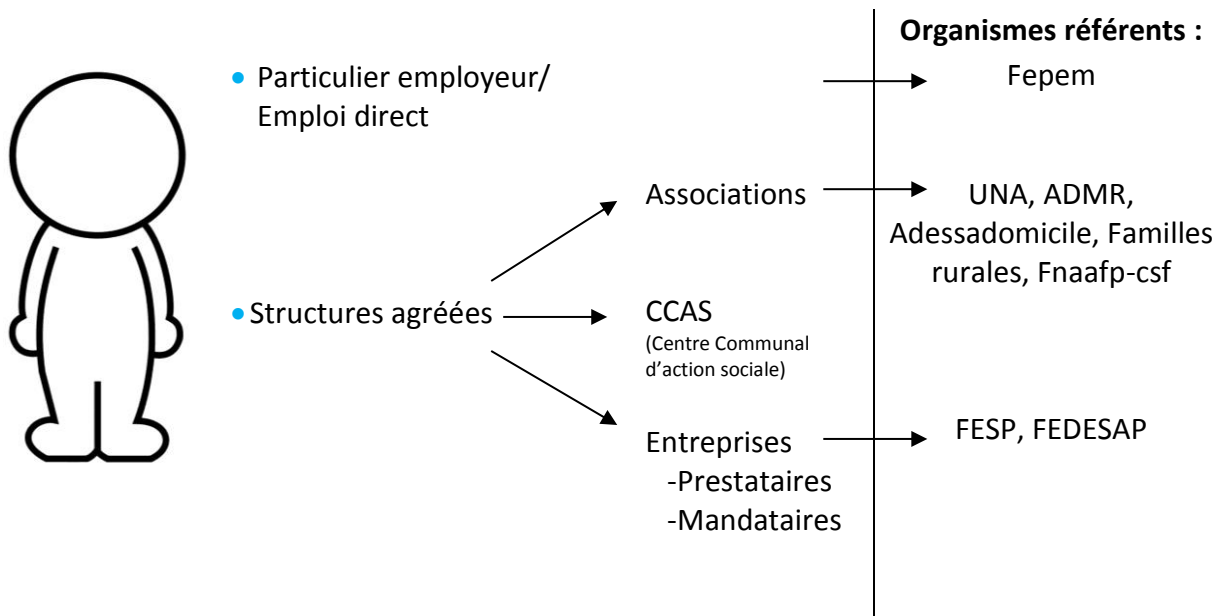 Organismes référents :
• Particulier employeur/
Emploi direct
Fepem
Associations
UNA, ADMR,
Adessadomicile, Familles
rurales, Fnaafp-csf
• Structures agréées
CCAS
(Centre Communal
d’action sociale)
Entreprises
-Prestataires
-Mandataires
FESP, FEDESAP